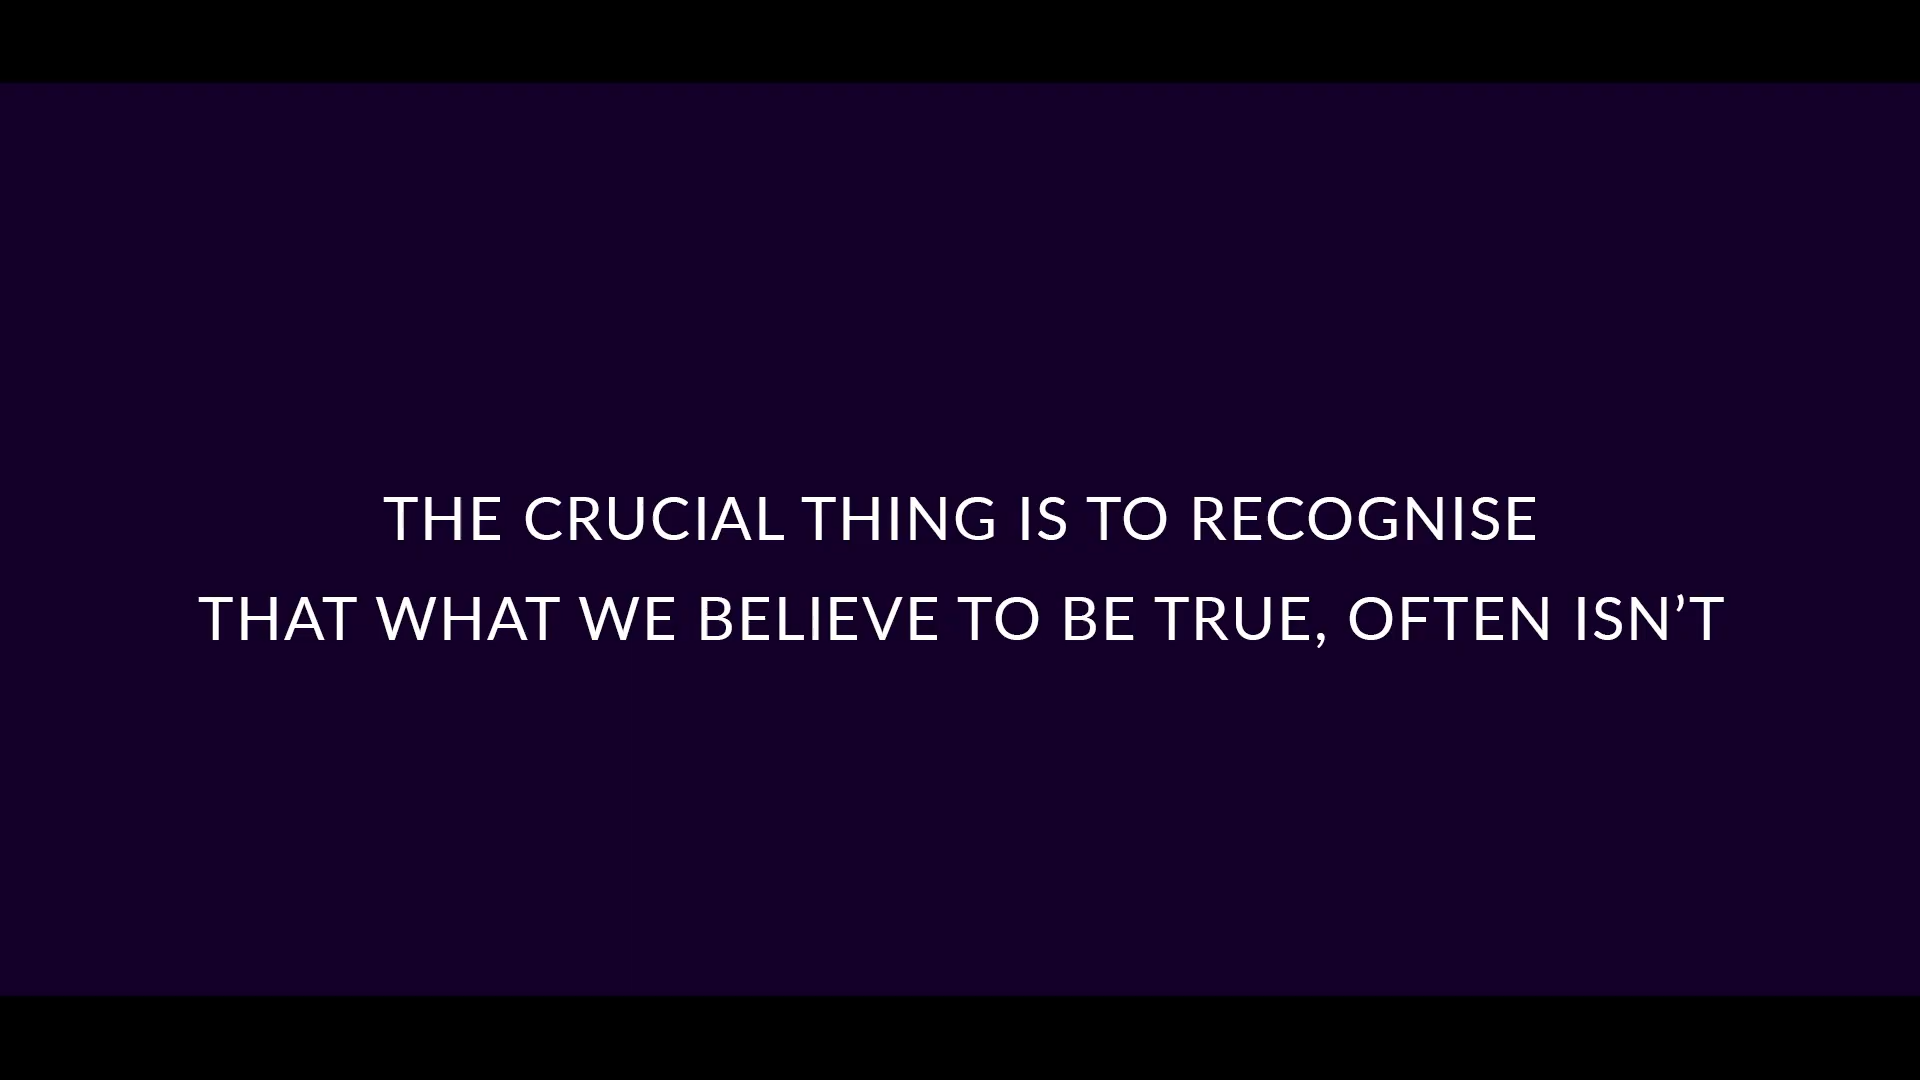 THE CRUCIAL THING IS TO RECOGNISE
THAT WHAT WE BELIEVE TO BE TRUE, OFTEN ISN’T